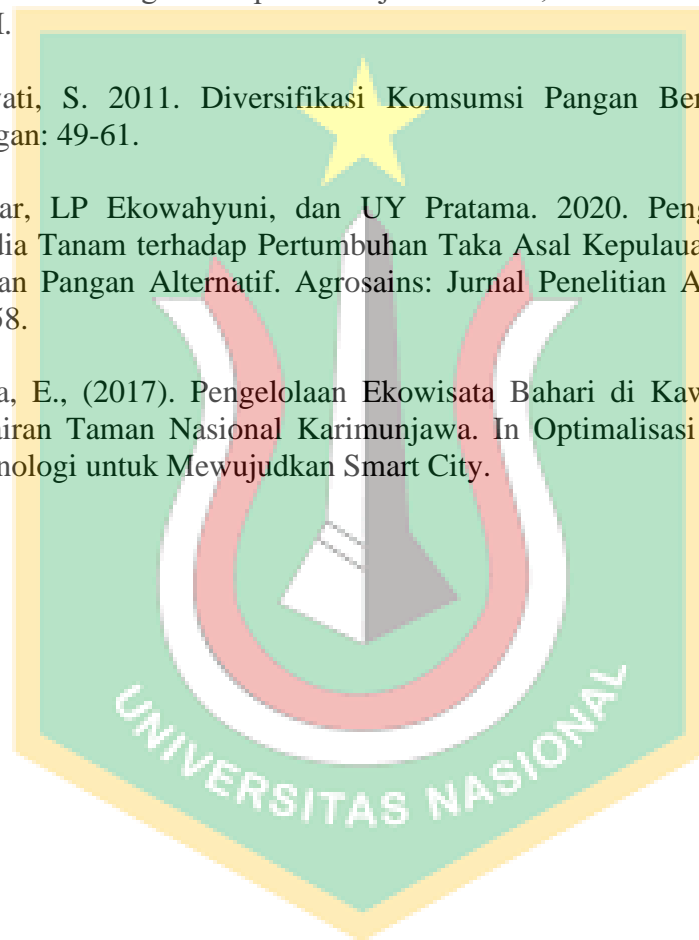 ati, S. 2011. Diversifikasi Komsumsi Pangan Ber
gan: 49-61.
ar, LP Ekowahyuni, dan UY Pratama. 2020. Peng
dia Tanam terhadap Pertumbuhan Taka Asal Kepulaua
an Pangan Alternatif. Agrosains: Jurnal Penelitian A
58.
a, E., (2017). Pengelolaan Ekowisata Bahari di Kaw
iran Taman Nasional Karimunjawa. In Optimalisasi
nologi untuk Mewujudkan Smart City.
UNIVERSITAS NASIONAL